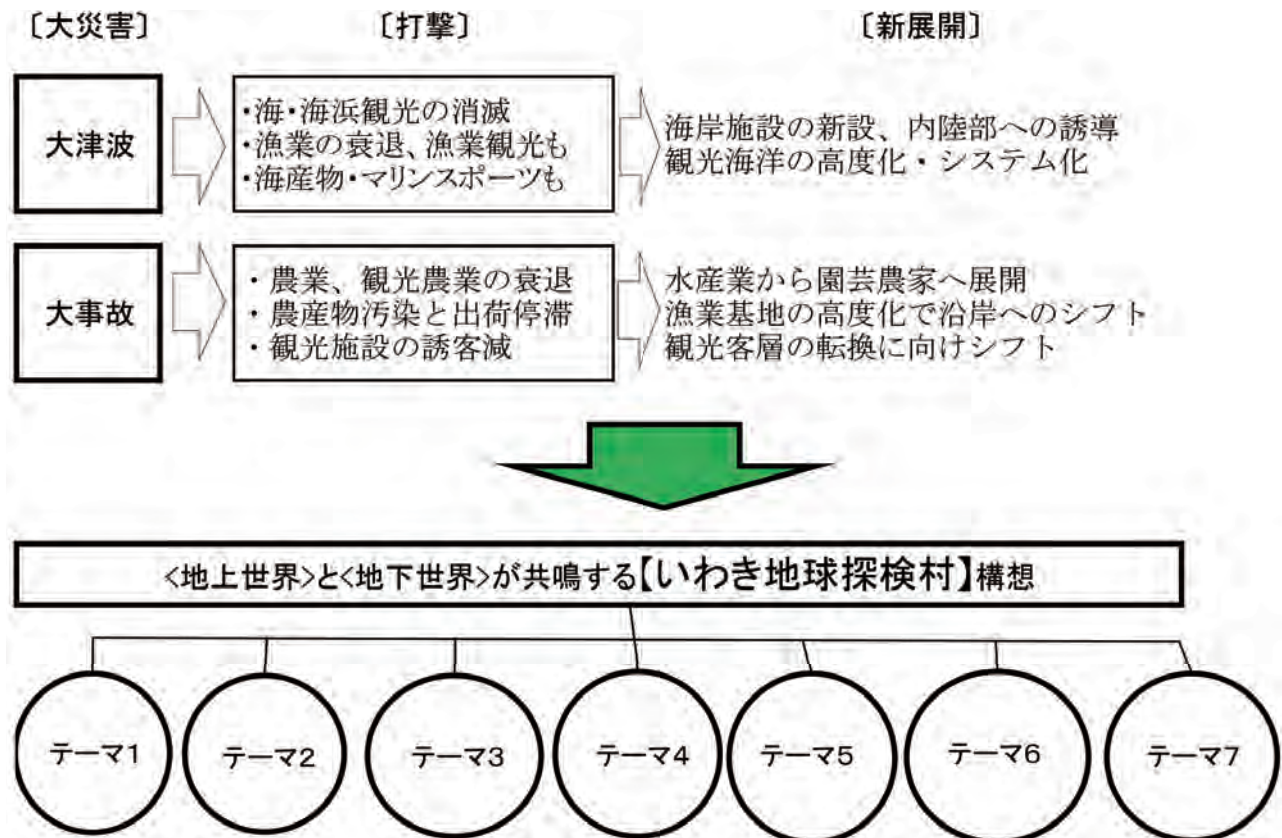 〔大災害〕
〔打撃〕
〔新展開〕
大津波
・海・海浜観光の消滅
・漁業の衰退、漁業観光も
・海産物・マリンスポーツも
海岸施設の新設、内陸部への誘導
観光海洋の高度化・システム化
大事故
・農業、観光農業の衰退
・農産物汚染と出荷停滞
・観光施設の誘客減
水産業から園芸農家へ展開
漁業基地の高度化で沿岸へのシフト
観光客層の転換に向けシフト
<地上世界>と<地下世界>が共鳴する【いわき地球探検村】構想
テーマ1
テーマ2
テーマ3
テーマ4
テーマ5
テーマ6
テーマ7